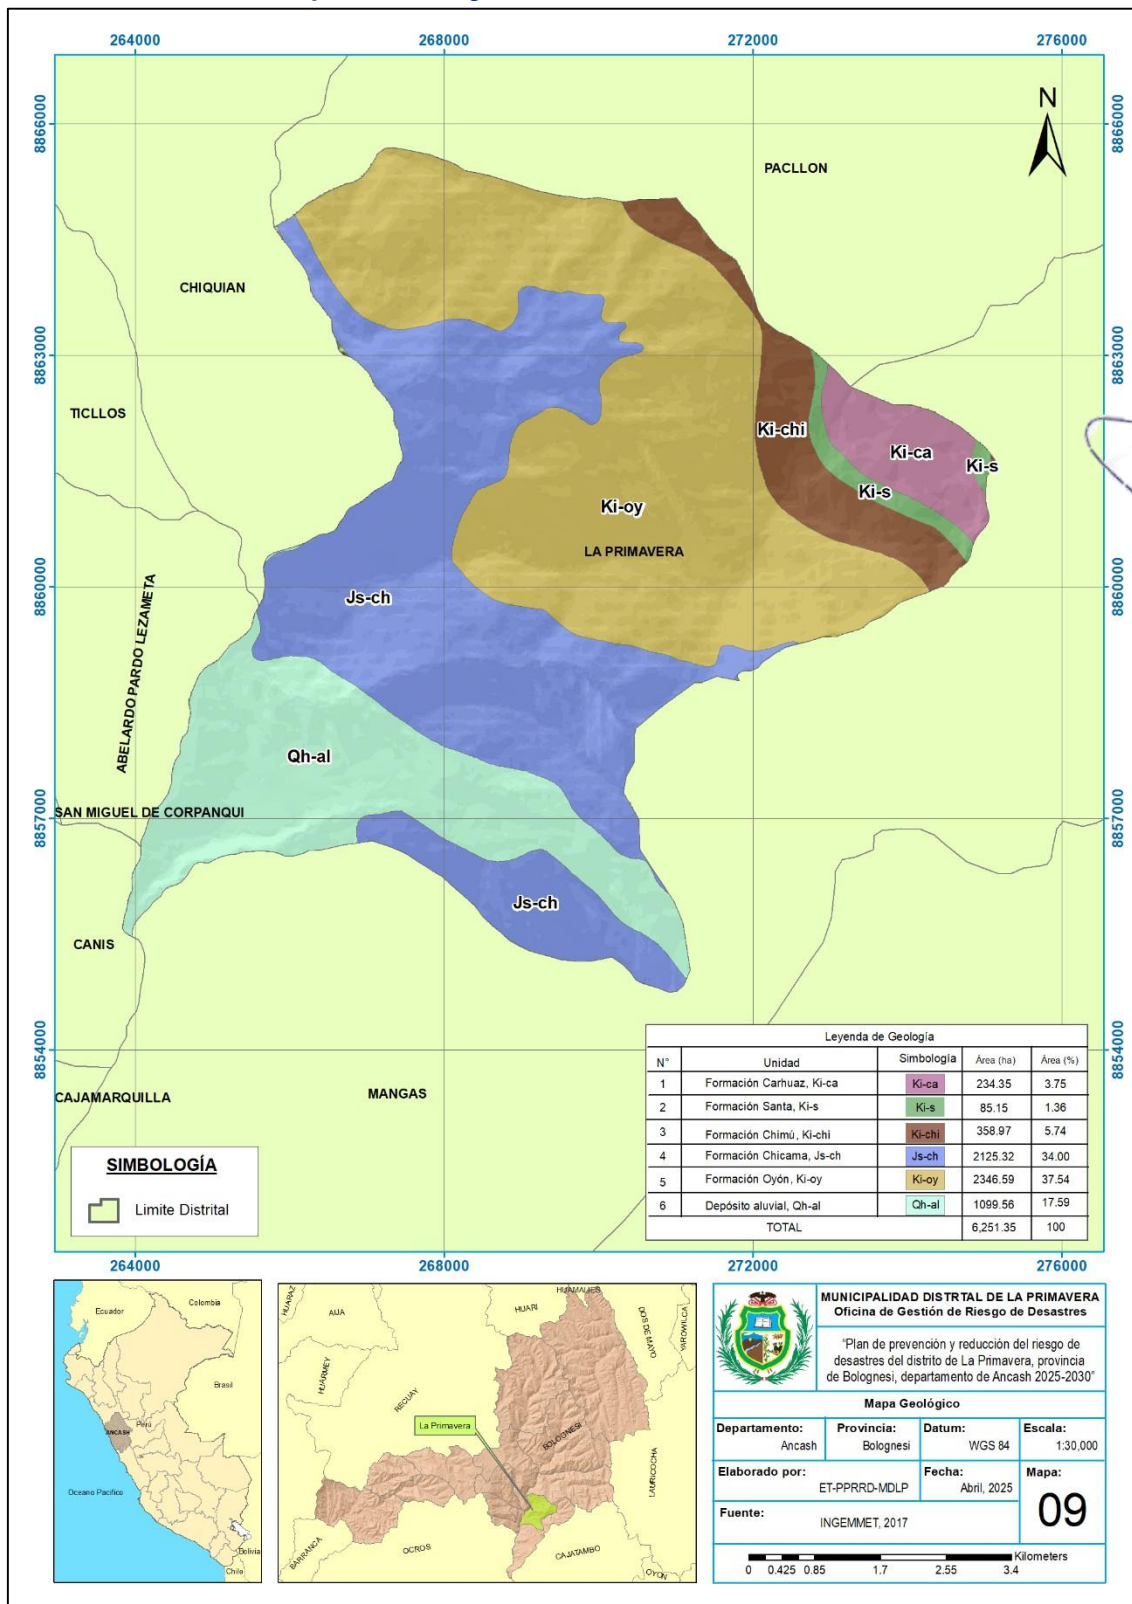 264000
268000
272000
276000
8866000
8866000
N
PACLLON
CHIQUIAN
8863000
8863000
TICLLOS
Ki-chi
Ki-ca
Ki-s
Ki-s
Ki-oy
LA PRIMAVERA
8860000
8860000
Js-ch
ABELARDO PARDO LEZAMETA
Qh-al
SAN MIGUEL DE CORPANQUI
8857000
8857000
Js-ch
CANIS
8854000
8854000
CAJAMARQUILLA
MANGAS
Leyenda de Geología
N° Unidad Simbología Área (ha) Área (%)
1 Formación Carhuaz, Ki-ca Ki-ca 234.35 3.75
2 Formación Santa, Ki-s Ki-s 85.15 1.36
3 Formación Chimú, Ki-chi Ki-chi 358.97 5.74
4 Formación Chicama, Js-ch Js-ch 2125.32 34.00
5 Formación Oyón, Ki-oy Ki-oy 2346.59 37.54
6 Depósito aluvial, Qh-al Qh-al 1099.56 17.59
TOTAL 6,251.35 100
SIMBOLOGÍA
Limite Distrital
264000
268000
272000
276000
Ecuador
Colombia
Brasil
Perú
ANCASH
Oceano Pacifico
Bolivia
Chile
HUARAZ
AIJA
HUARI
HUAMALIES
DOS DE MAYO
YAROWILCA
HUARMEY
RECUAY
La Primavera
BOLOGNESI
LAURICOCHA
BARRANCA
OCROS
CAJATAMBO
OYON
MUNICIPALIDAD DISTRTAL DE LA PRIMAVERA
Oficina de Gestión de Riesgo de Desastres
"Plan de prevención y reducción del riesgo de
desastres del distrito de La Primavera, provincia
de Bolognesi, departamento de Ancash 2025-2030"
Mapa Geológico
Departamento: Provincia: Datum: Escala:
Ancash Bolognesi WGS 84 1:30,000
Elaborado por: Fecha: Mapa:
ET-PPRRD-MDLP Abril, 2025
09
Fuente:
INGEMMET, 2017
Kilometers
0 0.425 0.85 1.7 2.55 3.4